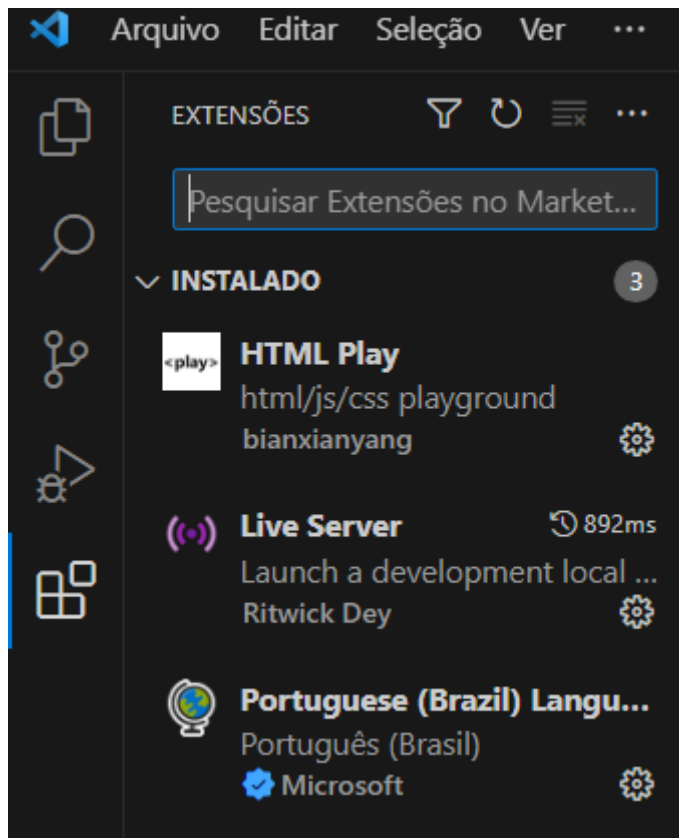 Arquivo Editar Seleção Ver ...
EXTENSÕES ...
Pesquisar Extensões no Market...
INSTALADO 3
<play> HTML Play
html/js/css playground
bianxianyang
Live Server 892ms
Launch a development local ...
Ritwick Dey
Portuguese (Brazil) Langu...
Português (Brasil)
Microsoft